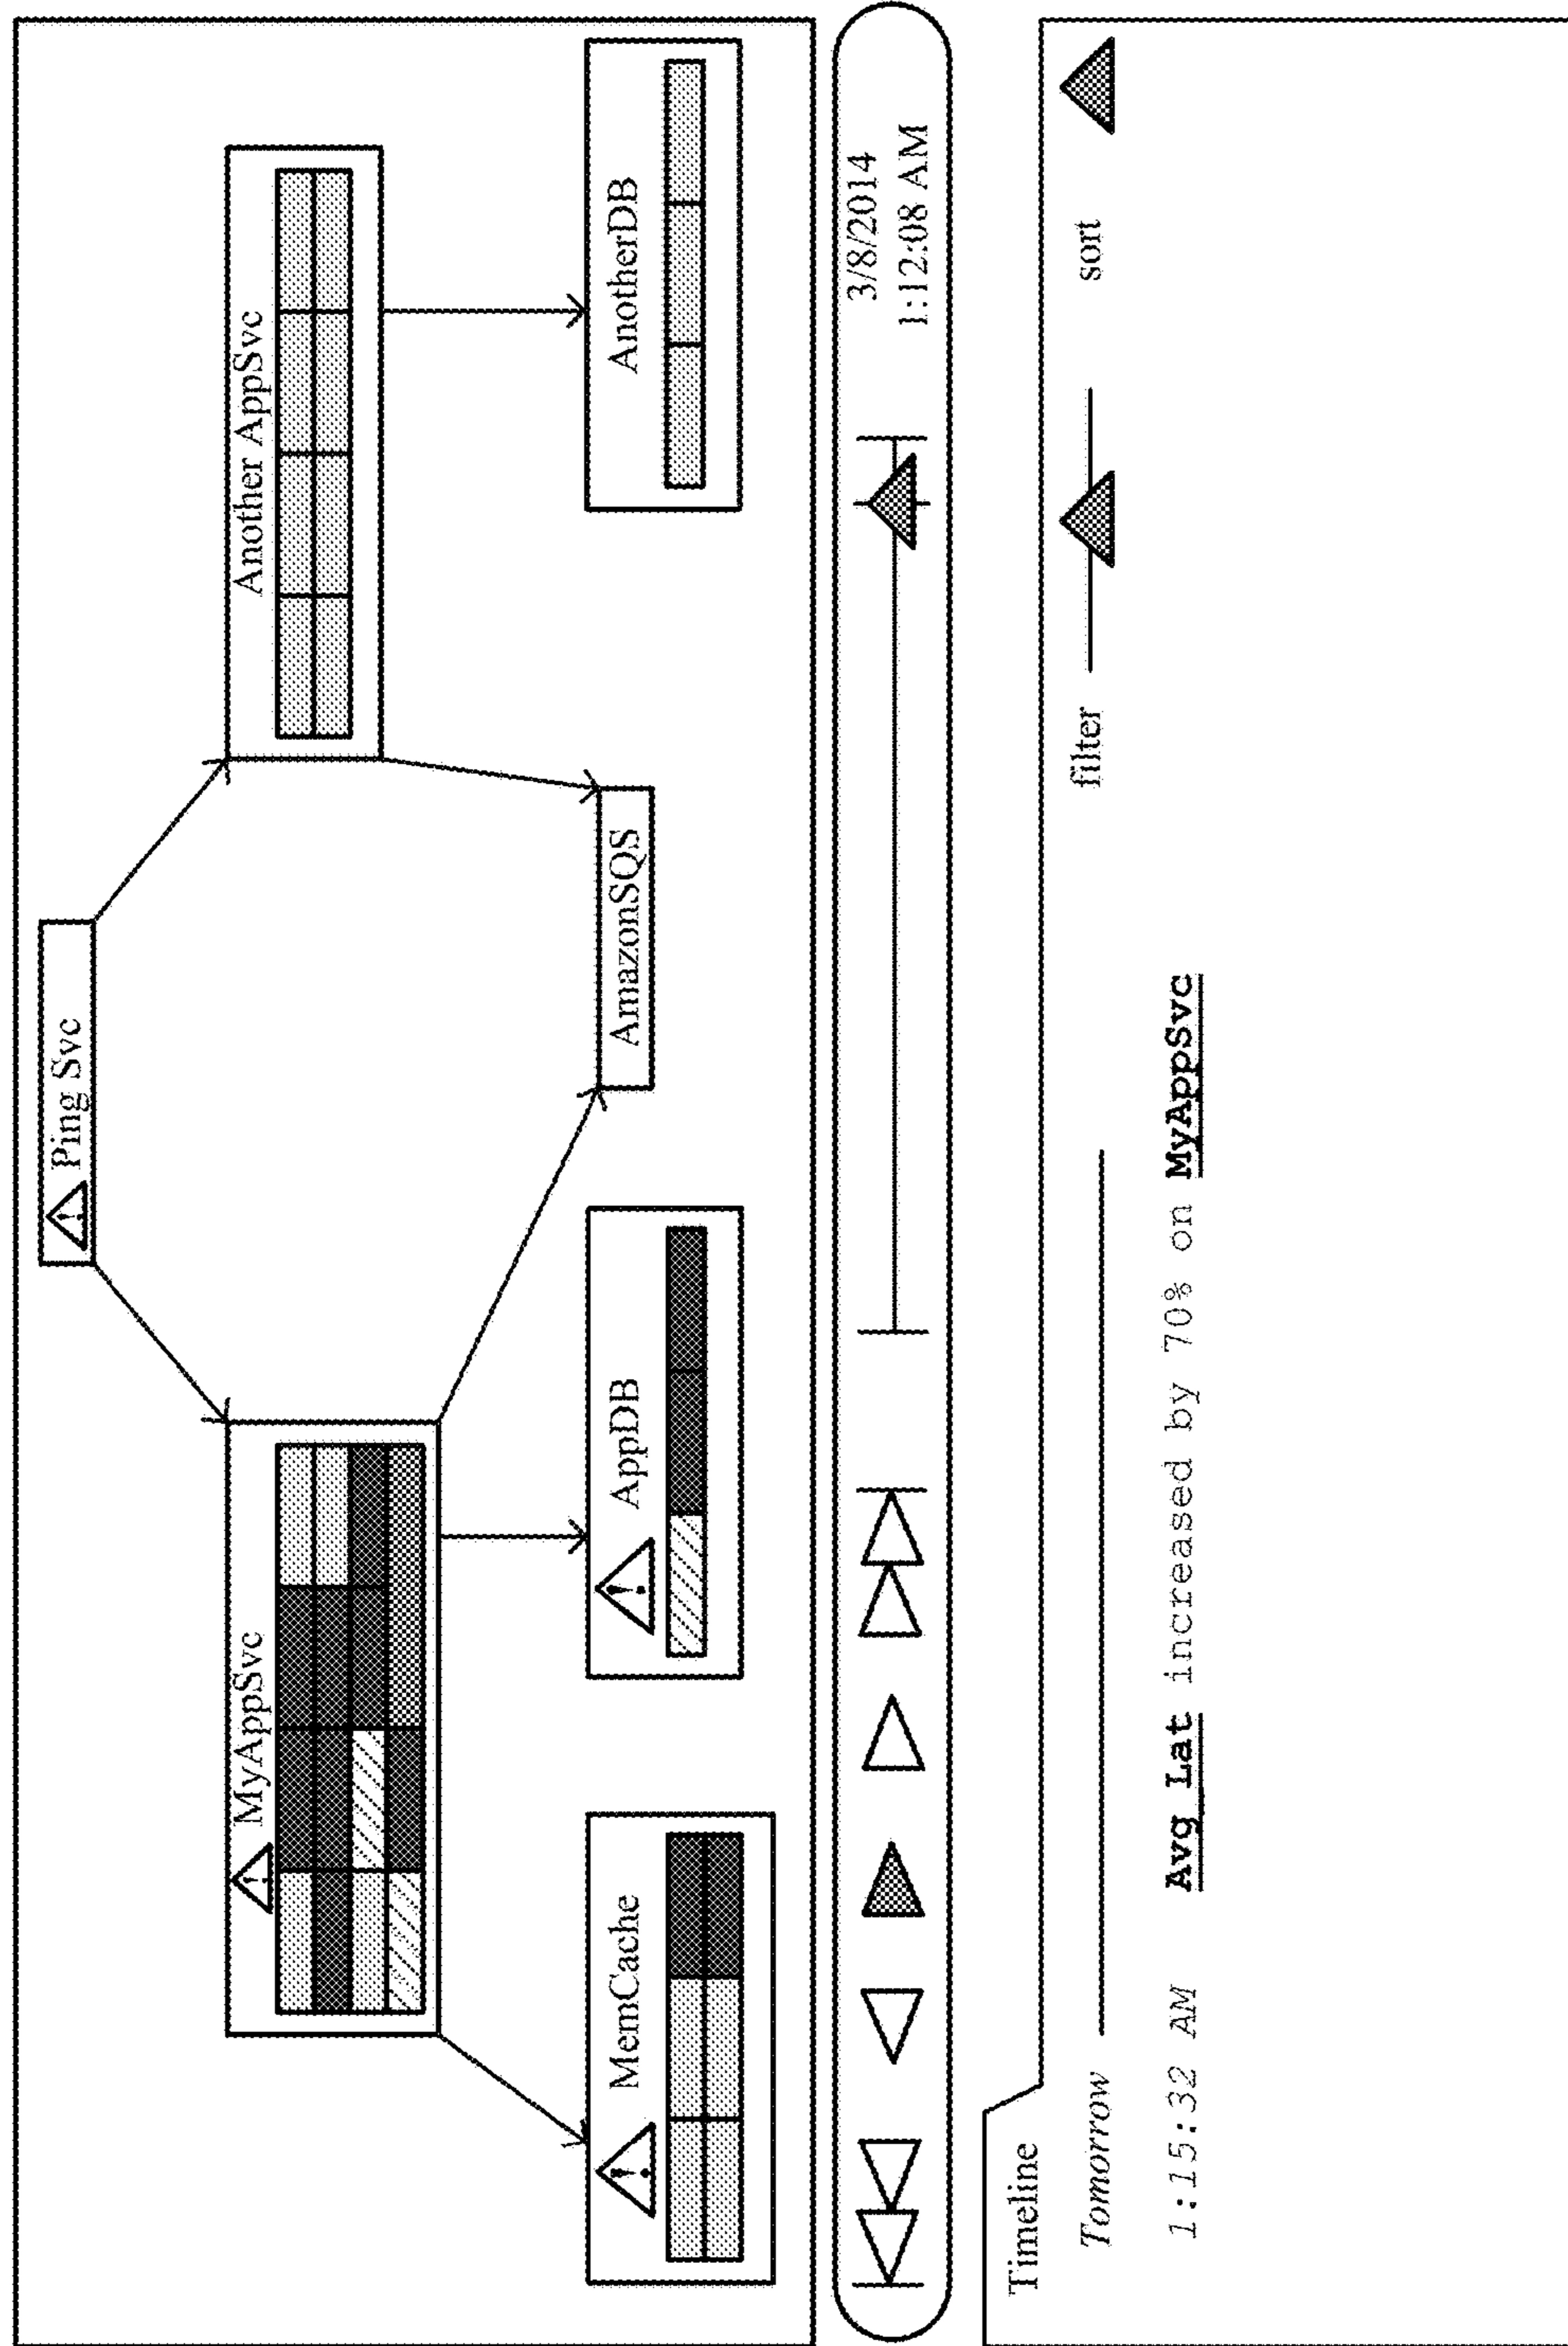 Ping Svc
MyAppSvc
Another AppSvc
MemCache
AppDB
AmazonSQS
AnotherDB
3/8/2014
1:12:08 AM
Timeline
Tomorrow
filter
sort
1:15:32 AM Avg Lat increased by 70% on MyAppSvc